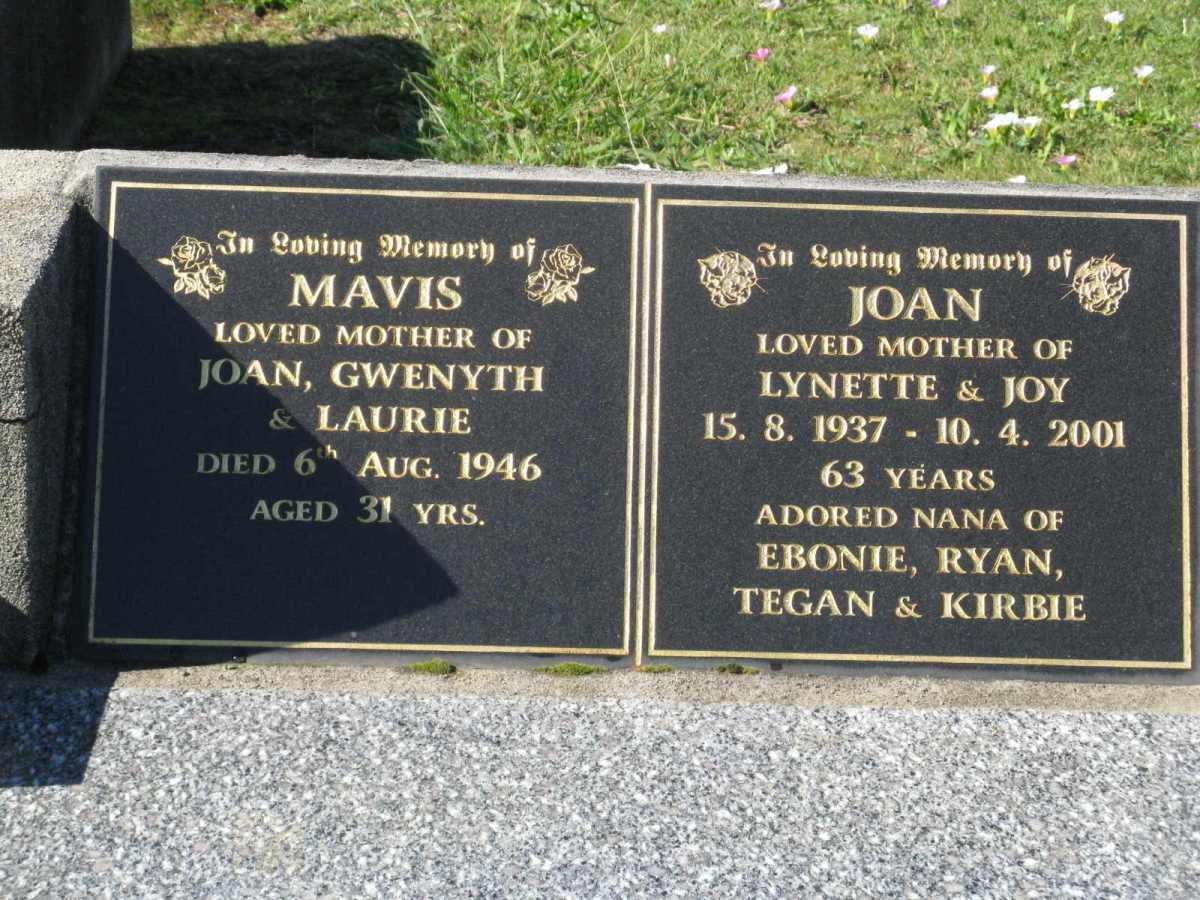 In Loving Memory of
MAVIS
LOVED MOTHER OF
JOAN, GWENYTH
& LAURIE
DIED 6th AUG. 1946
AGED 31 YRS.
In Loving Memory of
JOAN
LOVED MOTHER OF
LYNETTE & JOY
15. 8. 1937 - 10. 4. 2001
63 YEARS
ADORED NANA OF
EBONIE, RYAN,
TEGAN & KIRBIE